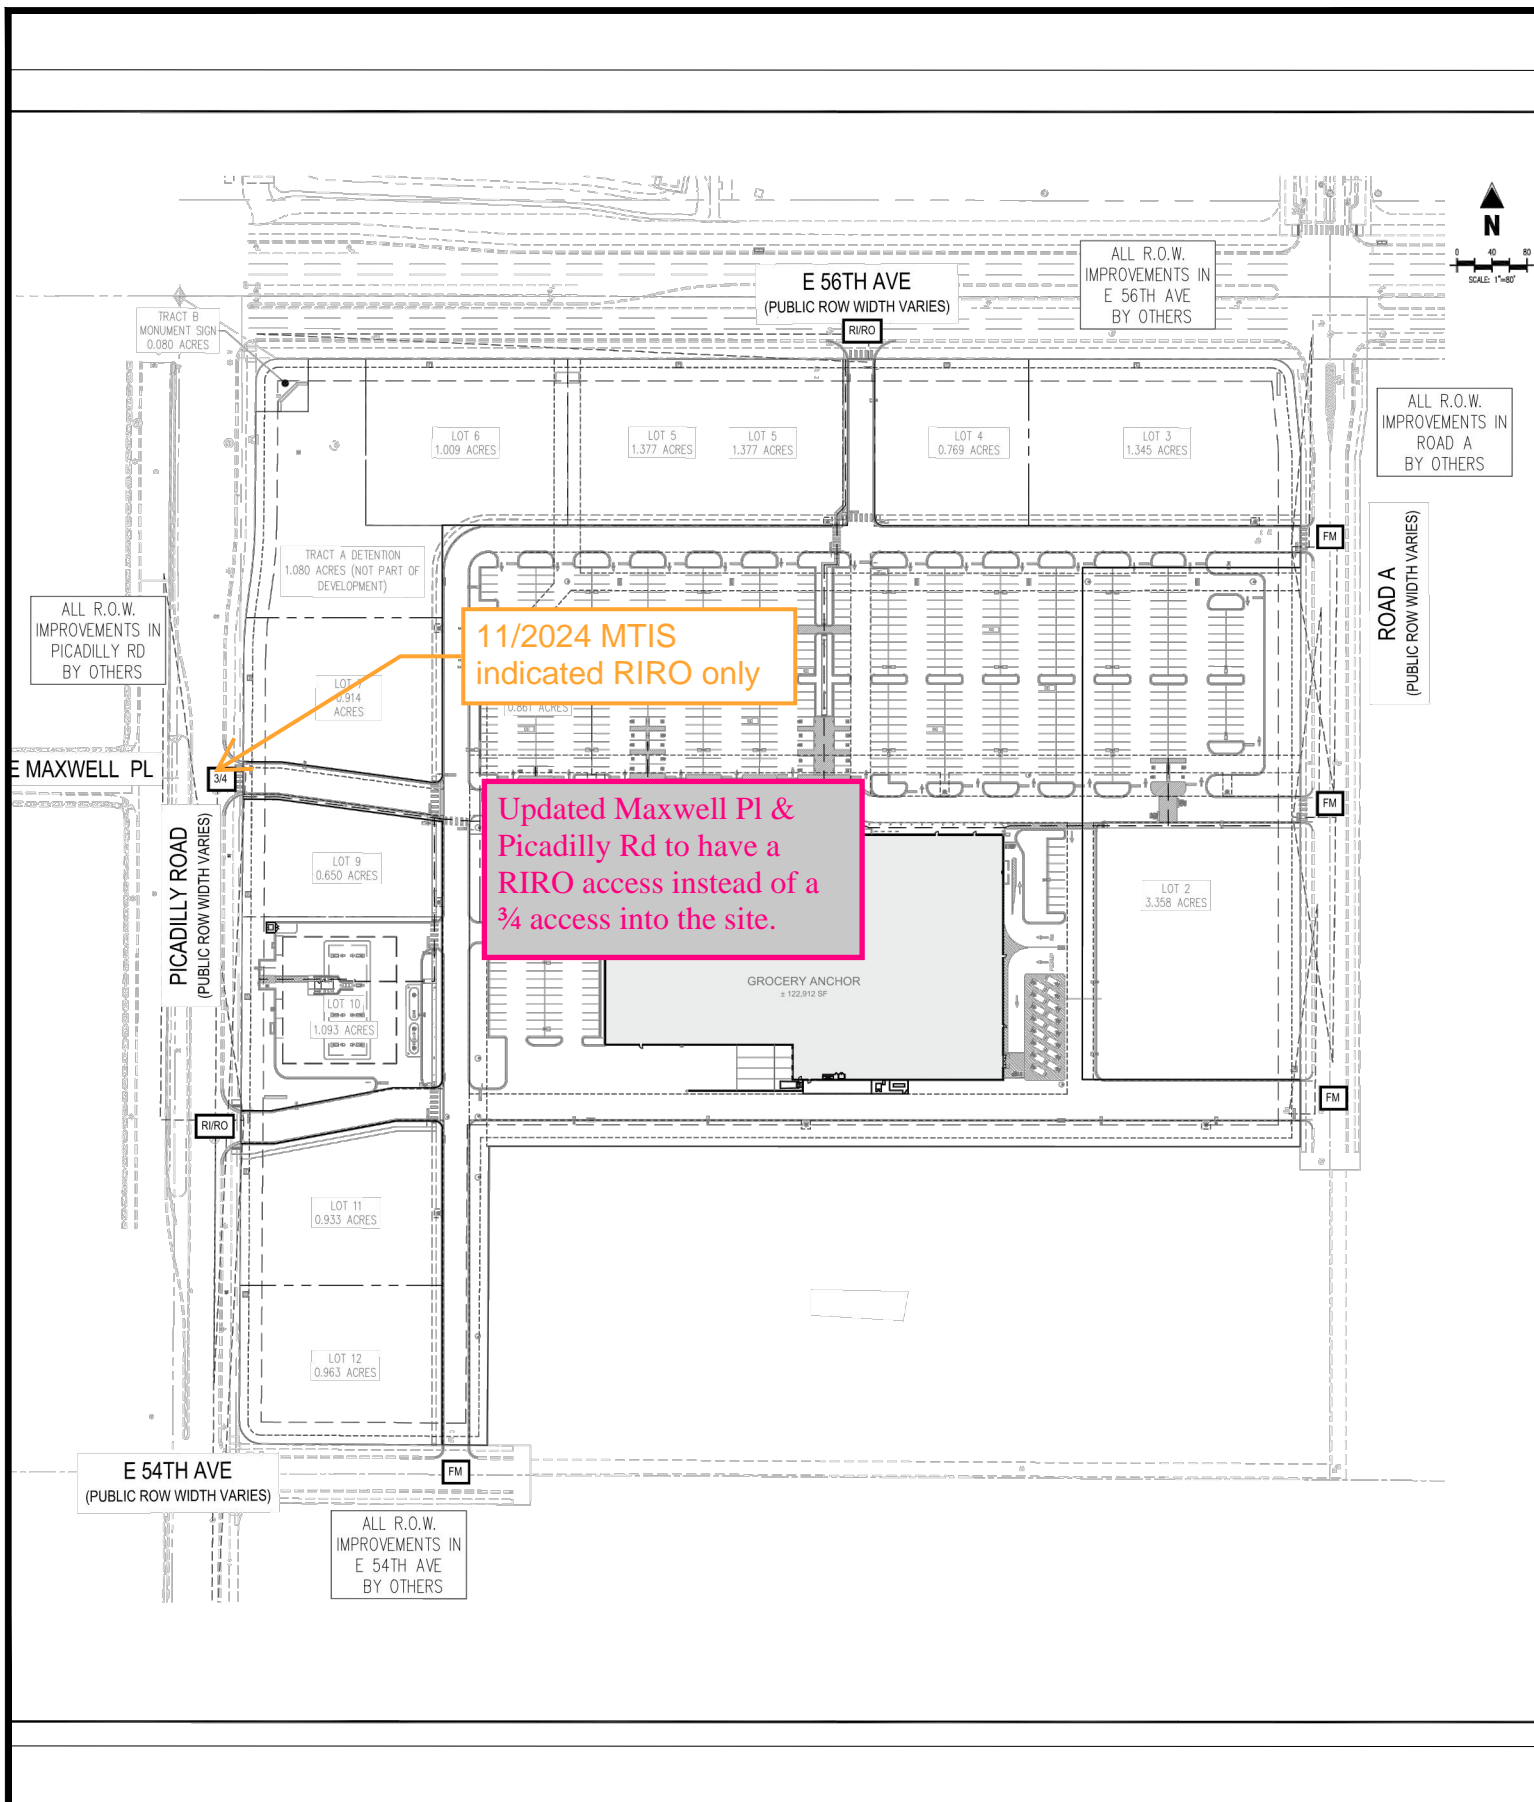 N
0 40 80
SCALE: 1"=80'
E 56TH AVE
(PUBLIC ROW WIDTH VARIES)
RI/RO
ALL R.O.W.
IMPROVEMENTS IN
E 56TH AVE
BY OTHERS
TRACT B
MONUMENT SIGN
0.080 ACRES
ALL R.O.W.
IMPROVEMENTS IN
ROAD A
BY OTHERS
LOT 6
1.009 ACRES
LOT 5
1.377 ACRES
LOT 5
1.377 ACRES
LOT 4
0.769 ACRES
LOT 3
1.345 ACRES
FM
ROAD A
(PUBLIC ROW WIDTH VARIES)
TRACT A DETENTION
1.080 ACRES (NOT PART OF
DEVELOPMENT)
ALL R.O.W.
IMPROVEMENTS IN
PICADILLY RD
BY OTHERS
11/2024 MTIS
indicated RIRO only
LOT 7
0.914
ACRES
0.861 ACRES
E MAXWELL PL
3/4
FM
Updated Maxwell Pl &
Picadilly Rd to have a
RIRO access instead of a
¾ access into the site.
PICADILLY ROAD
(PUBLIC ROW WIDTH VARIES)
LOT 9
0.650 ACRES
LOT 2
3.358 ACRES
GROCERY ANCHOR
± 122,912 SF
LOT 10
1.093 ACRES
FM
RI/RO
LOT 11
0.933 ACRES
LOT 12
0.963 ACRES
E 54TH AVE
(PUBLIC ROW WIDTH VARIES)
FM
ALL R.O.W.
IMPROVEMENTS IN
E 54TH AVE
BY OTHERS